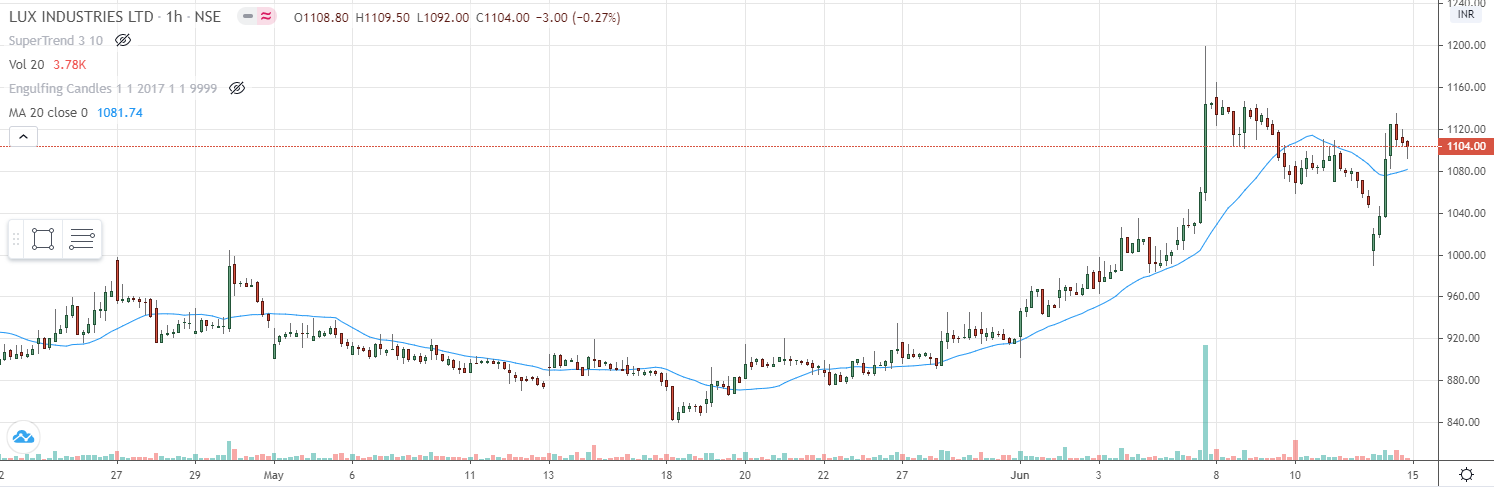 LUX INDUSTRIES LTD · 1h · NSE O1108.80 H1109.50 L1092.00 C1104.00 −3.00 (−0.27%)
SuperTrend 3 10
Vol 20 3.78K
Engulfing Candles 1 1 2017 1 1 9999
MA 20 close 0 1081.74
1240.00
INR
1200.00
1160.00
1120.00
1104.00
1080.00
1040.00
1000.00
960.00
920.00
880.00
840.00
2 27 29 May 6 11 13 18 20 22 27 Jun 3 8 10 15